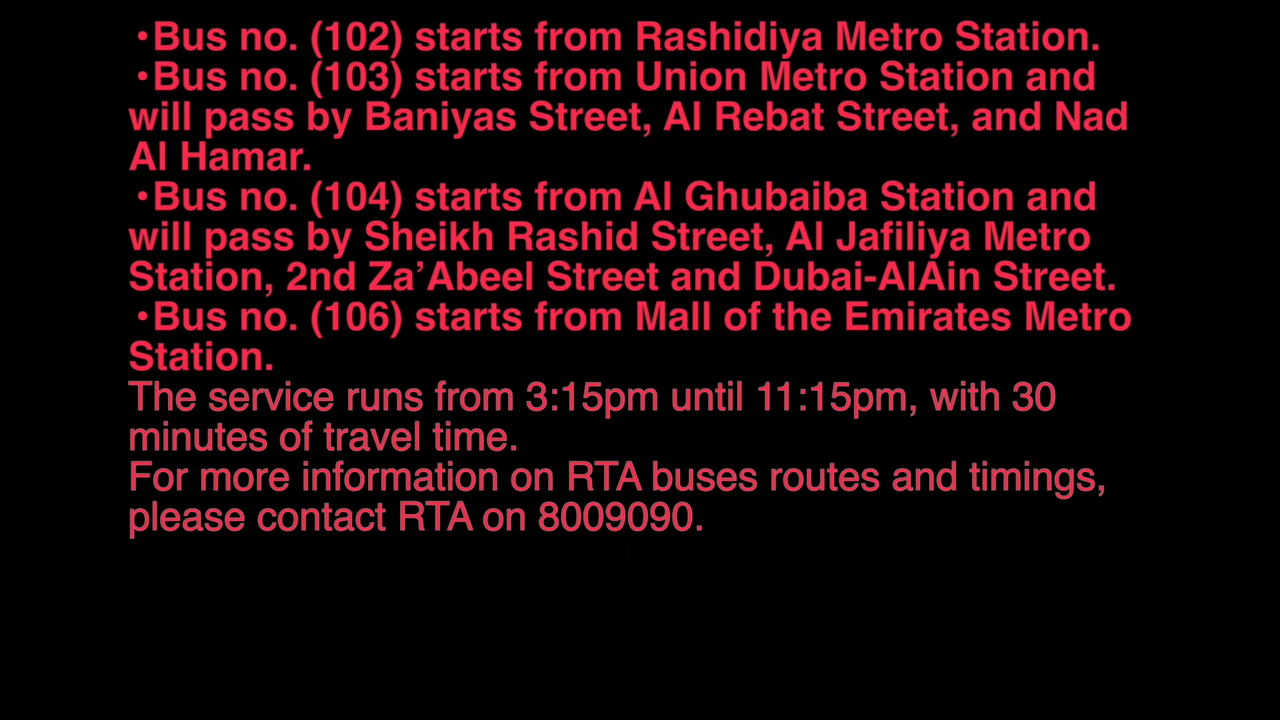 •Bus no. (102) starts from Rashidiya Metro Station.
•Bus no. (103) starts from Union Metro Station and
will pass by Baniyas Street, Al Rebat Street, and Nad
Al Hamar.
•Bus no. (104) starts from Al Ghubaiba Station and
will pass by Sheikh Rashid Street, Al Jafiliya Metro
Station, 2nd Za’Abeel Street and Dubai-AlAin Street.
•Bus no. (106) starts from Mall of the Emirates Metro
Station.
The service runs from 3:15pm until 11:15pm, with 30
minutes of travel time.
For more information on RTA buses routes and timings,
please contact RTA on 8009090.